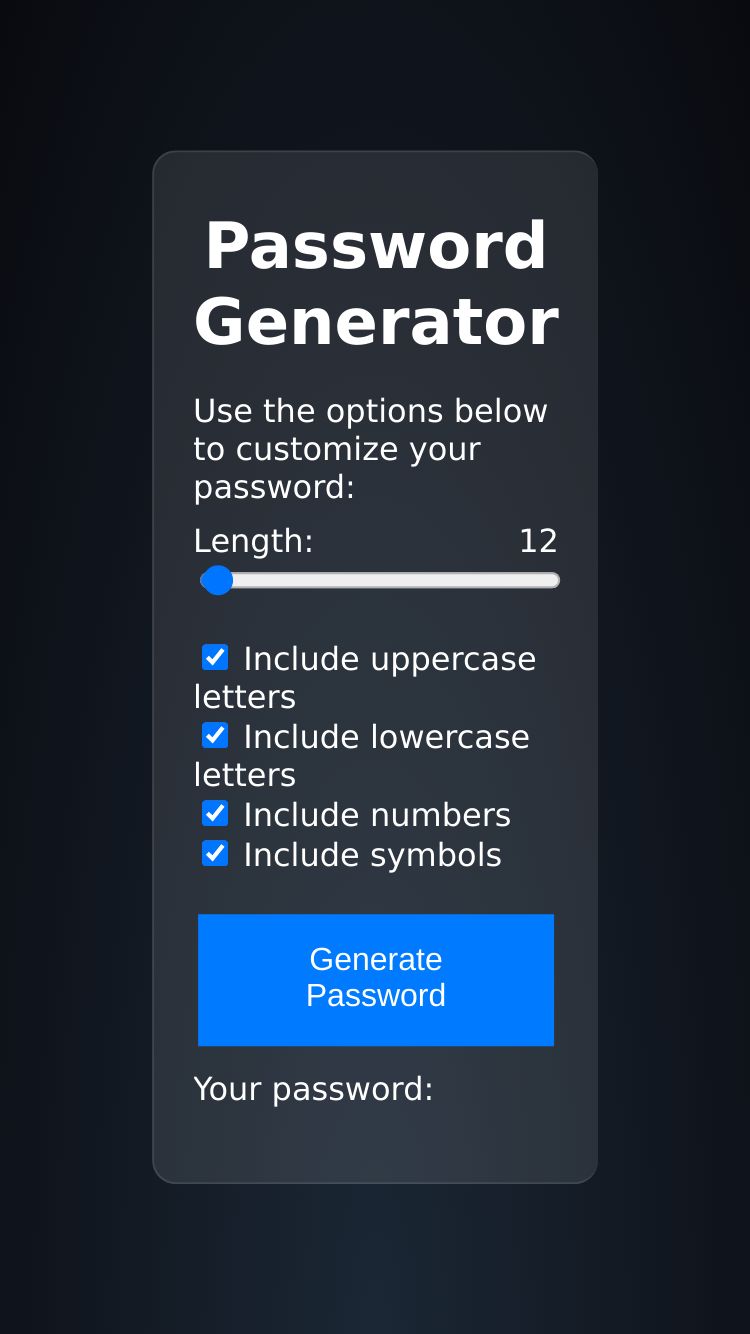 Password
Generator
Use the options below
to customize your
password:
Length: 12
Include uppercase
letters
Include lowercase
letters
Include numbers
Include symbols
Generate
Password
Your password: